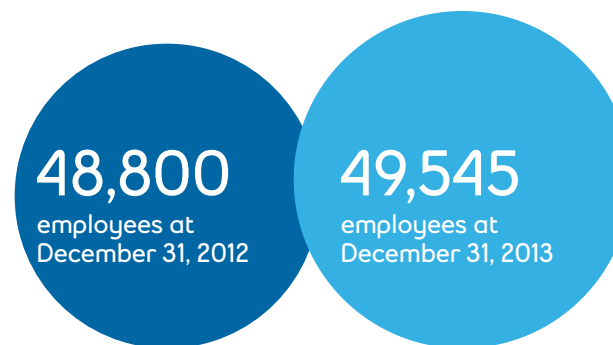 48,800
employees at
December 31, 2012
49,545
employees at
December 31, 2013